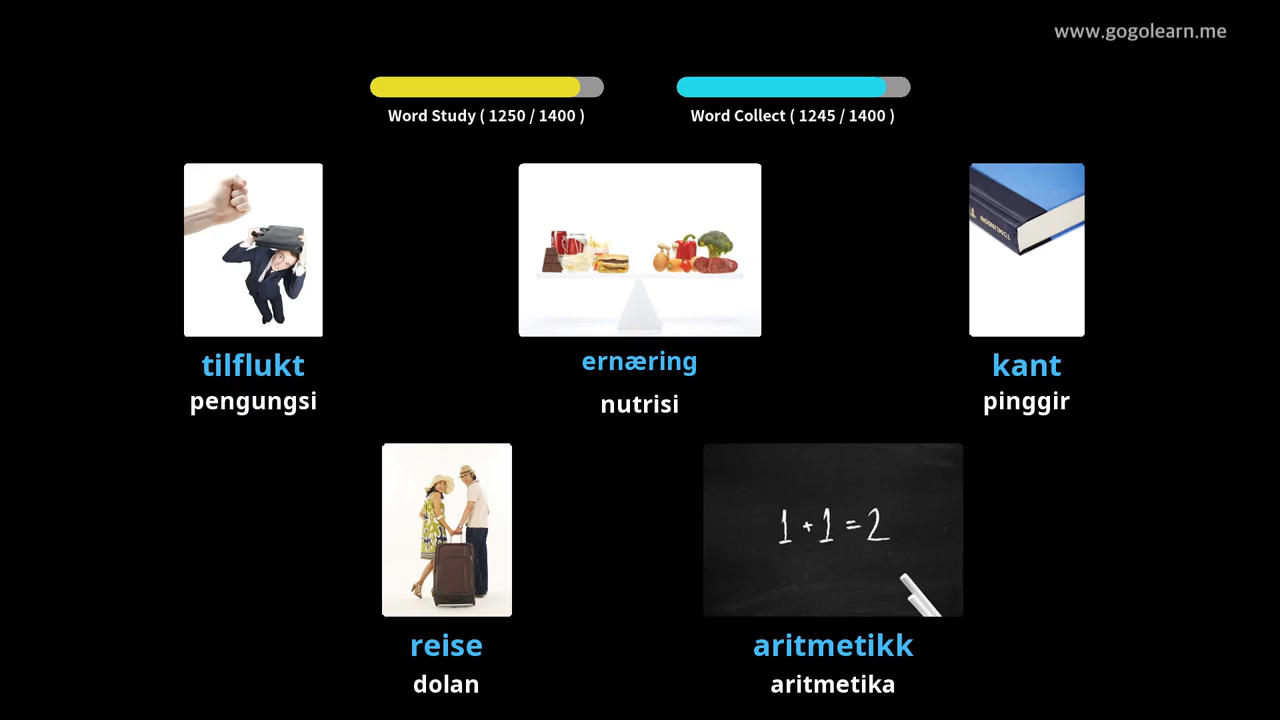 www.gogolearn.me
Word Study ( 1250 / 1400 )
Word Collect ( 1245 / 1400 )
TOMLINSON
tilflukt
pengungsi
ernæring
nutrisi
kant
pinggir
1 + 1 = 2
reise
dolan
aritmetikk
aritmetika